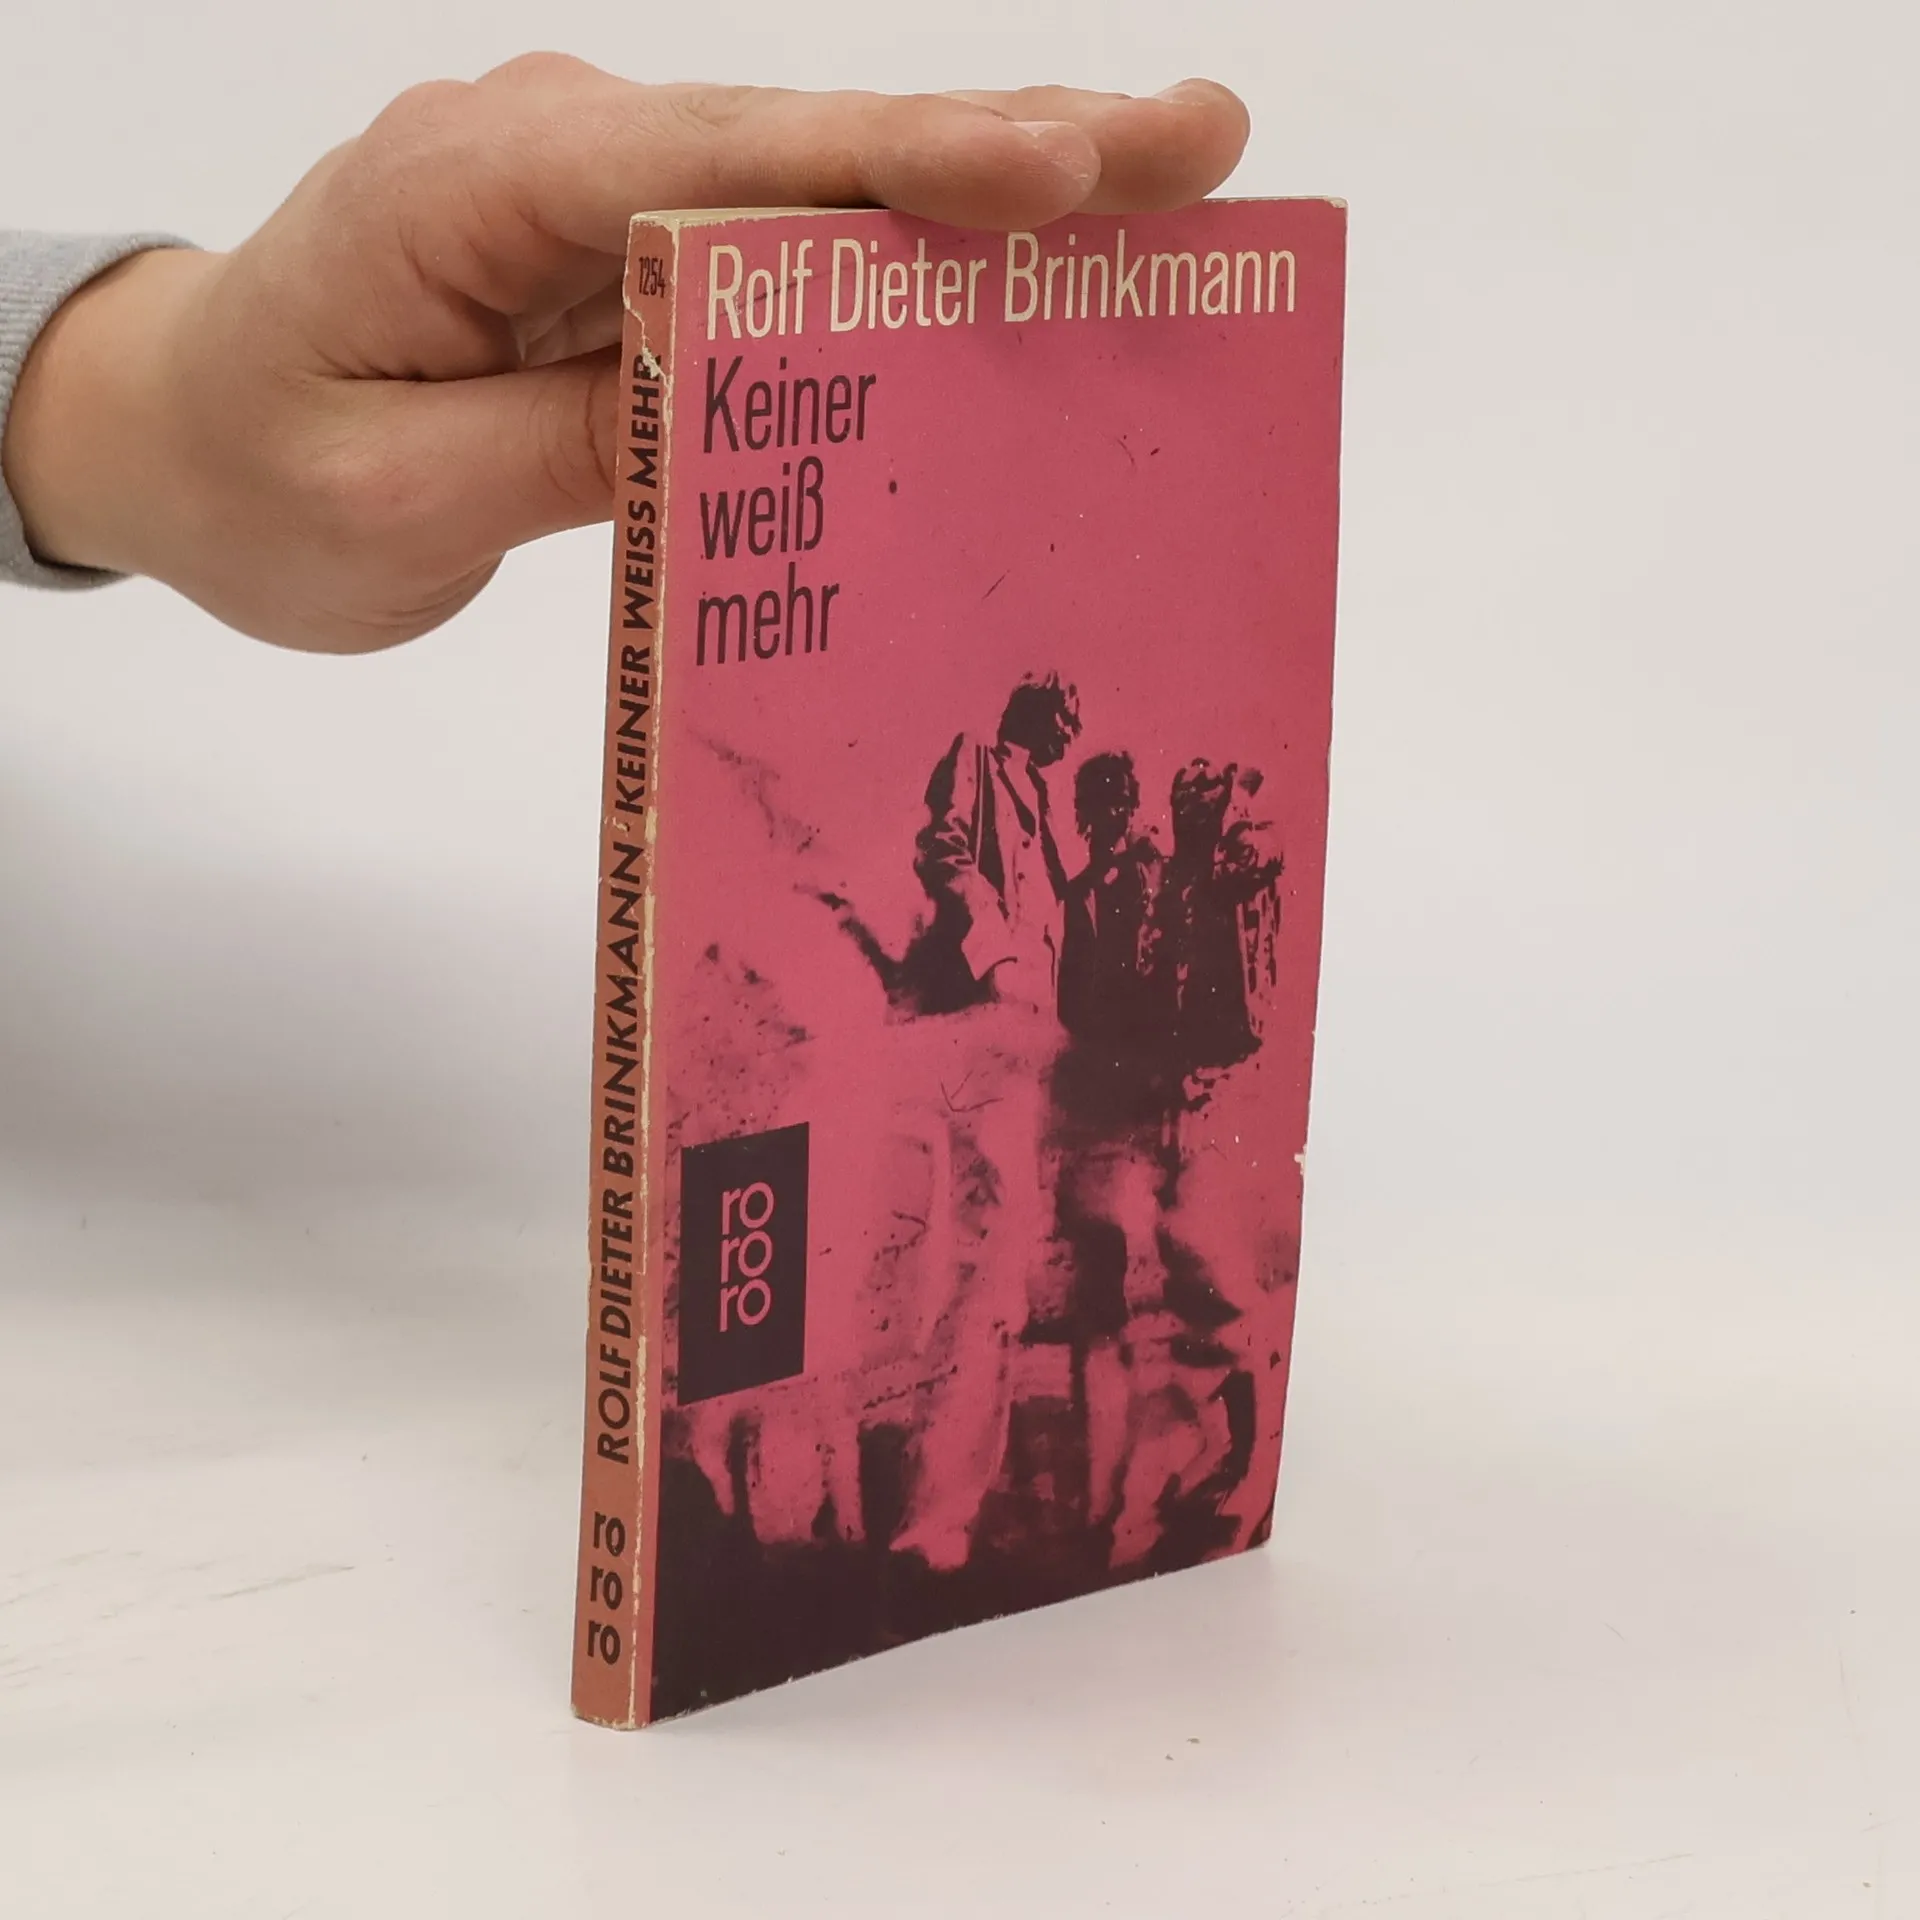 Rolf Dieter Brinkmann
Keiner
weiß
mehr
ro
ro
ro
1254
ROLF DIETER BRINKMANN · KEINER WEISS MEHR
ro
ro
ro